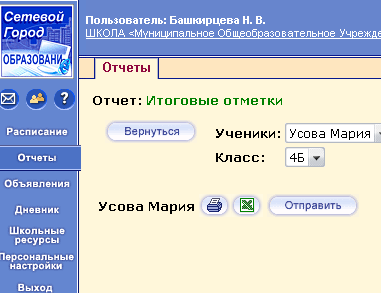 Сетевой
Город
ОБРАЗОВАНИ
Пользователь: Башкирцева Н. В.
ШКОЛА «Муниципальное Общеобразовательное Учрежде
Отчеты
Отчет: Итоговые отметки
Вернуться
Ученики: Усова Мария
Класс: 4Б
Усова Мария
Отправить
?
Расписание
Отчеты
Объявления
Дневник
Школьные
ресурсы
Персональные
настройки
Выход